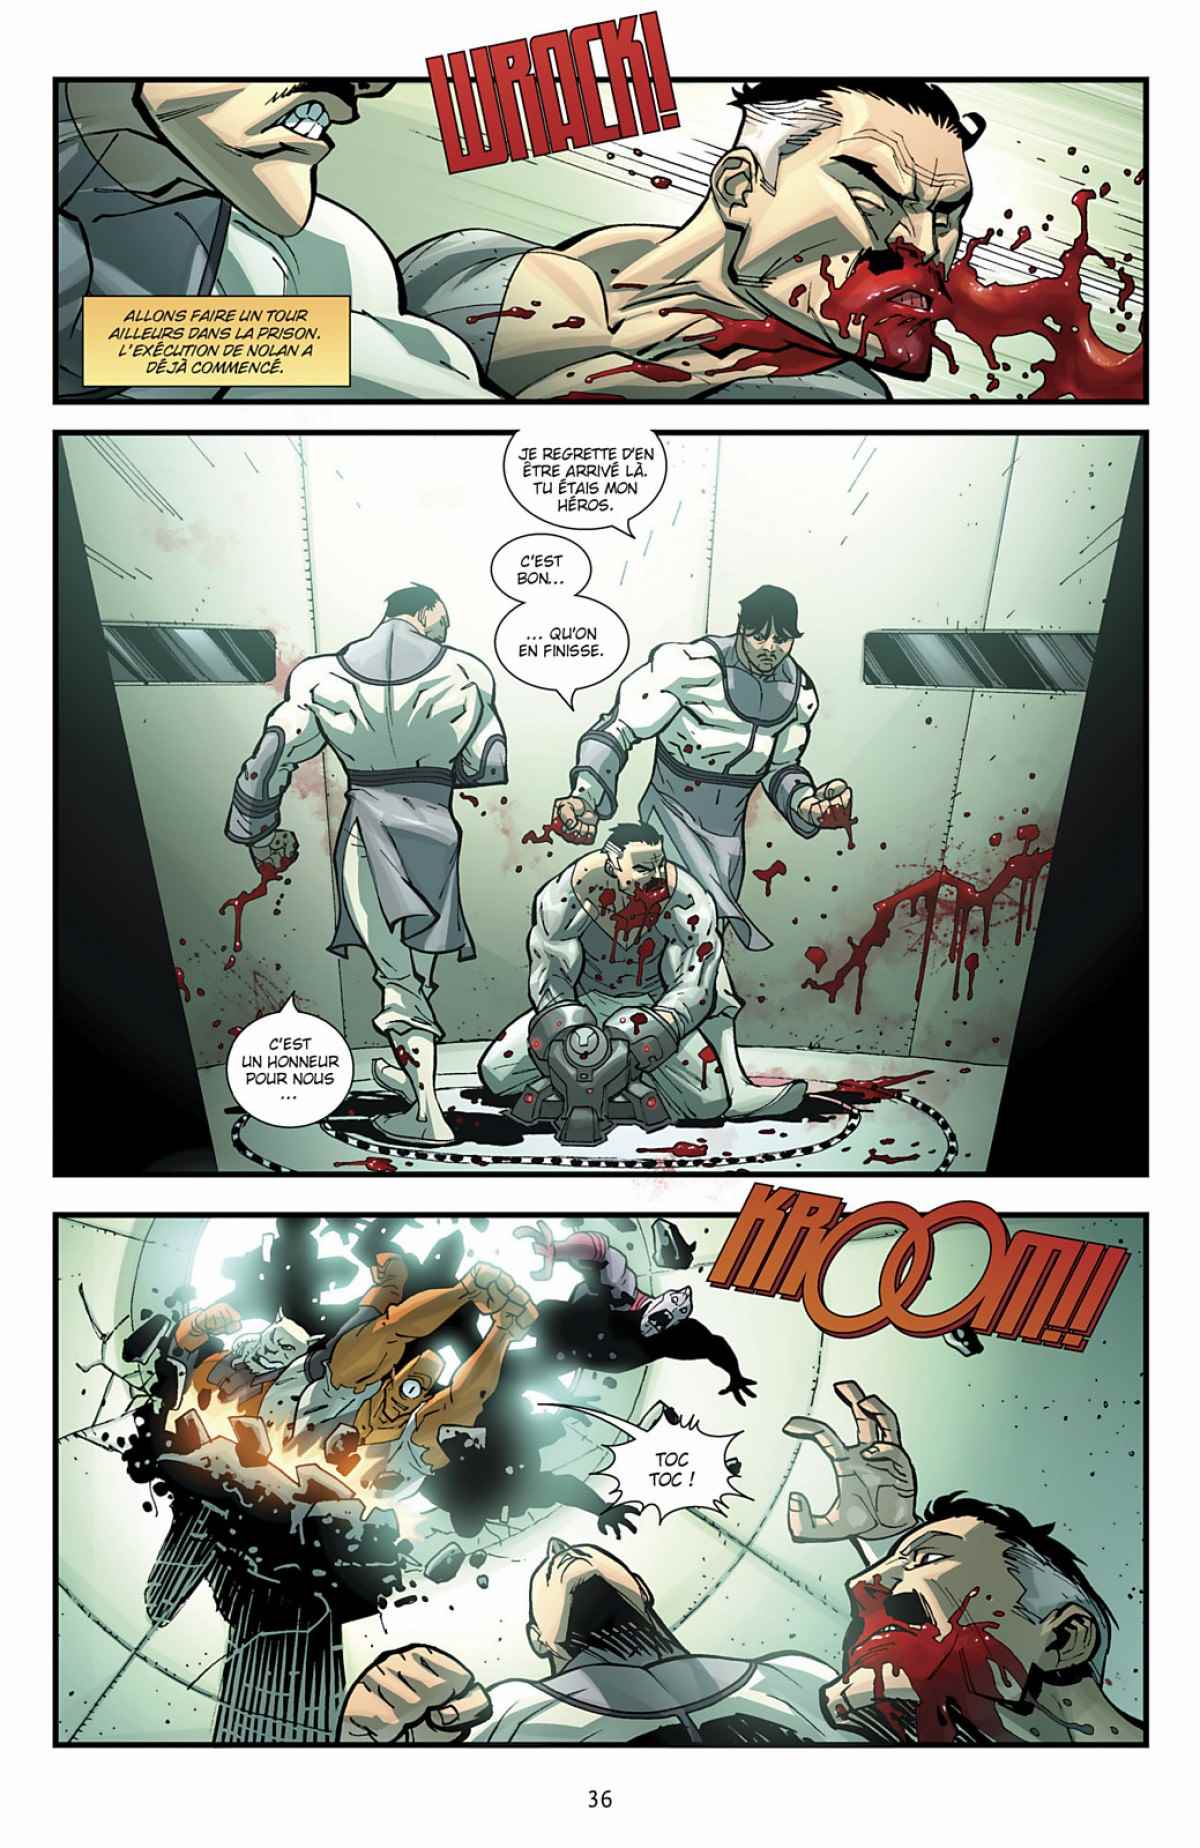 WRACK!
ALLONS FAIRE UN TOUR
AILLEURS DANS LA PRISON.
L'EXÉCUTION DE NOLAN A
DÉJÀ COMMENCÉ.
JE REGRETTE D'EN
ÊTRE ARRIVÉ LÀ.
TU ÉTAIS MON
HÉROS.
C'EST
BON...
... QU'ON
EN FINISSE.
C'EST
UN HONNEUR
POUR NOUS
...
KROOM!!
TOC
TOC !
36